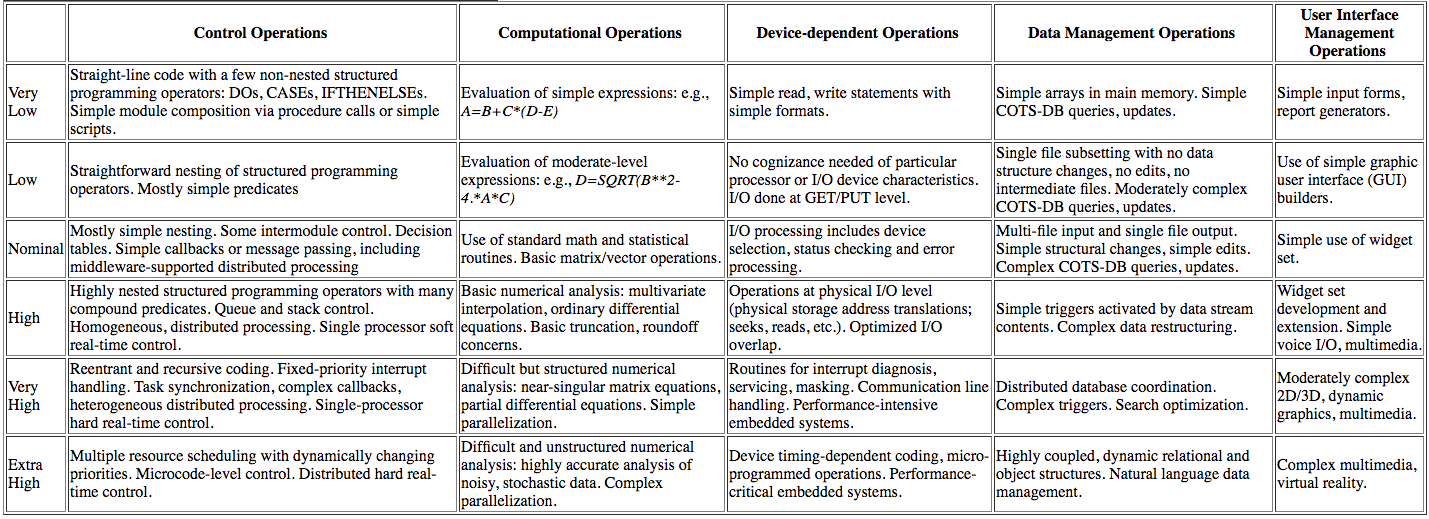 Control Operations
Computational Operations
Device-dependent Operations
Data Management Operations
User Interface
Management
Operations
Very
Low
Straight-line code with a few non-nested structured
programming operators: DOs, CASEs, IFTHENELSEs.
Simple module composition via procedure calls or simple
scripts.
Evaluation of simple expressions: e.g.,
A=B+C*(D-E)
Simple read, write statements with
simple formats.
Simple arrays in main memory. Simple
COTS-DB queries, updates.
Simple input forms,
report generators.
Low
Straightforward nesting of structured programming
operators. Mostly simple predicates
Evaluation of moderate-level
expressions: e.g., D=SQRT(B**2-
4.*A*C)
No cognizance needed of particular
processor or I/O device characteristics.
I/O done at GET/PUT level.
Single file subsetting with no data
structure changes, no edits, no
intermediate files. Moderately complex
COTS-DB queries, updates.
Use of simple graphic
user interface (GUI)
builders.
Nominal
Mostly simple nesting. Some intermodule control. Decision
tables. Simple callbacks or message passing, including
middleware-supported distributed processing
Use of standard math and statistical
routines. Basic matrix/vector operations.
I/O processing includes device
selection, status checking and error
processing.
Multi-file input and single file output.
Simple structural changes, simple edits.
Complex COTS-DB queries, updates.
Simple use of widget
set.
High
Highly nested structured programming operators with many
compound predicates. Queue and stack control.
Homogeneous, distributed processing. Single processor soft
real-time control.
Basic numerical analysis: multivariate
interpolation, ordinary differential
equations. Basic truncation, roundoff
concerns.
Operations at physical I/O level
(physical storage address translations;
seeks, reads, etc.). Optimized I/O
overlap.
Simple triggers activated by data stream
contents. Complex data restructuring.
Widget set
development and
extension. Simple
voice I/O, multimedia.
Very
High
Reentrant and recursive coding. Fixed-priority interrupt
handling. Task synchronization, complex callbacks,
heterogeneous distributed processing. Single-processor
hard real-time control.
Difficult but structured numerical
analysis: near-singular matrix equations,
partial differential equations. Simple
parallelization.
Routines for interrupt diagnosis,
servicing, masking. Communication line
handling. Performance-intensive
embedded systems.
Distributed database coordination.
Complex triggers. Search optimization.
Moderately complex
2D/3D, dynamic
graphics, multimedia.
Extra
High
Multiple resource scheduling with dynamically changing
priorities. Microcode-level control. Distributed hard real-
time control.
Difficult and unstructured numerical
analysis: highly accurate analysis of
noisy, stochastic data. Complex
parallelization.
Device timing-dependent coding, micro-
programmed operations. Performance-
critical embedded systems.
Highly coupled, dynamic relational and
object structures. Natural language data
management.
Complex multimedia,
virtual reality.